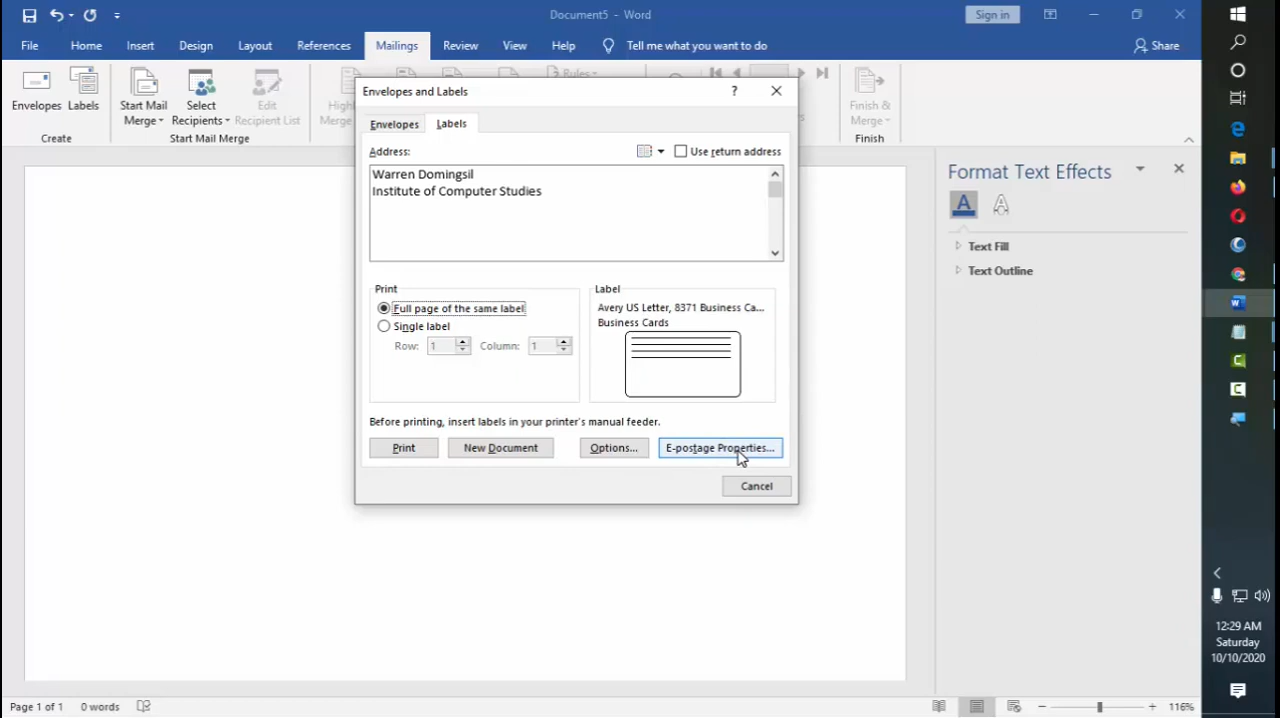 Document5 - Word
Sign in
File Home Insert Design Layout References Mailings Review View Help Tell me what you want to do Share
Envelopes Labels
Create
Start Mail Merge
Select Recipients
Edit Recipient List
Start Mail Merge
Rules
Finish & Merge
Finish
Envelopes and Labels
?
Envelopes Labels
Address:
Use return address
Warren Domingsil
Institute of Computer Studies
Print
Full page of the same label
Single label
Row: 1 Column: 1
Label
Avery US Letter, 8371 Business Ca...
Business Cards
Before printing, insert labels in your printer's manual feeder.
Print New Document Options... E-postage Properties...
Cancel
Format Text Effects
Text Fill
Text Outline
12:29 AM
Saturday
10/10/2020
Page 1 of 1 0 words
116%